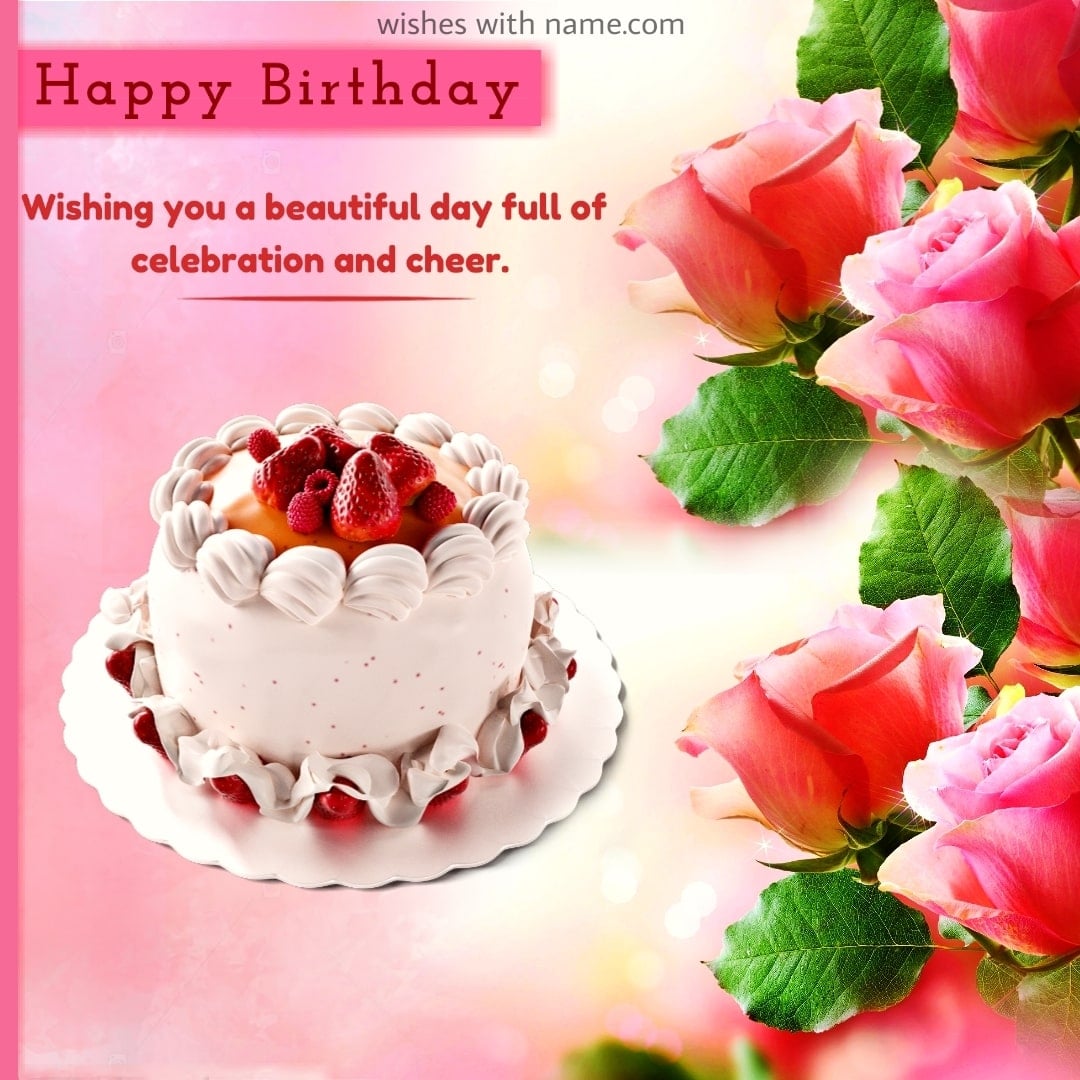 wishes with name.com
Happy Birthday
Wishing you a beautiful day full of
celebration and cheer.